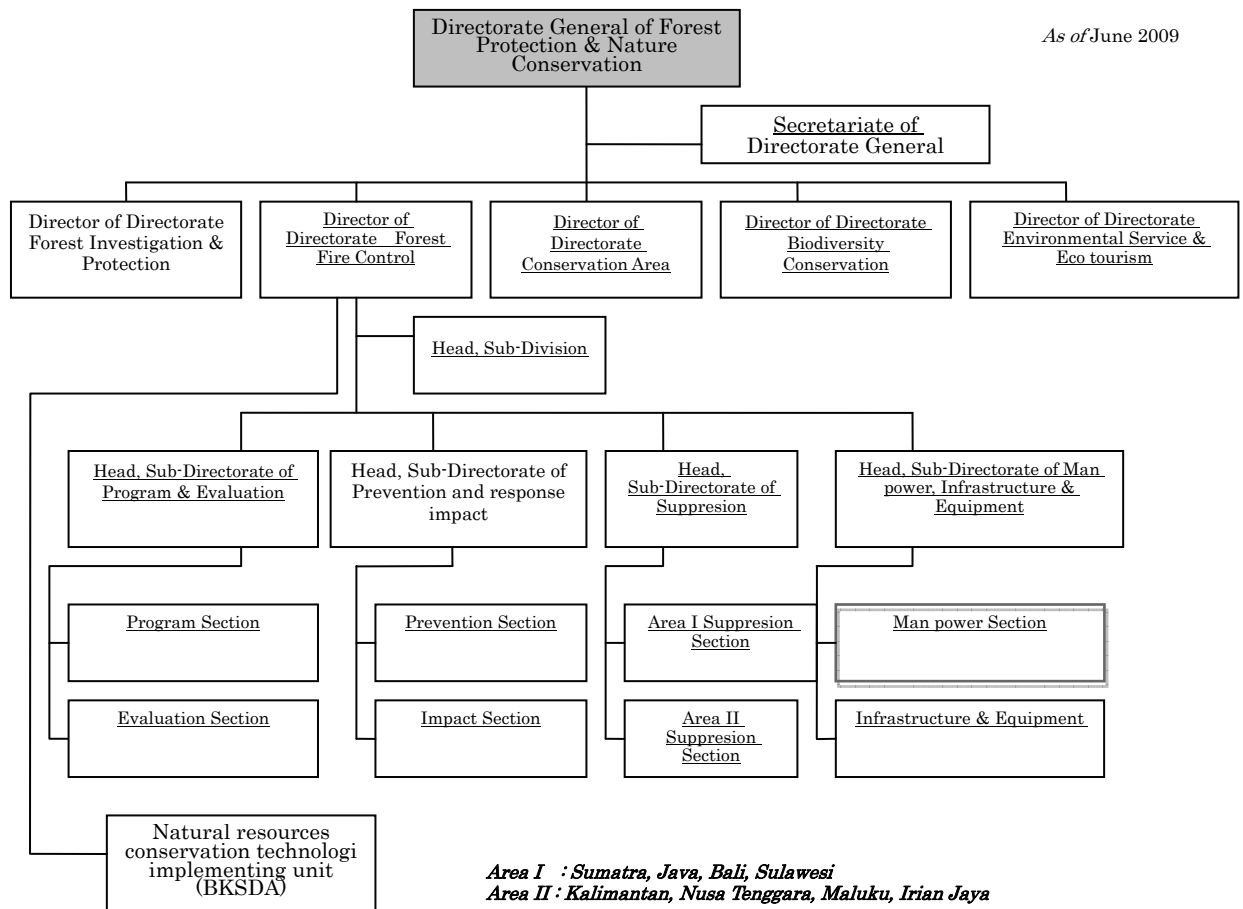 Directorate General of Forest
Protection & Nature
Conservation
As of June 2009
Secretariate of
Directorate General
Director of Directorate
Forest Investigation &
Protection
Director of
Directorate Forest
Fire Control
Director of
Directorate
Conservation Area
Director of Directorate
Biodiversity
Conservation
Director of Directorate
Environmental Service &
Eco tourism
Head, Sub-Division
Head, Sub-Directorate of
Program & Evaluation
Head, Sub-Directorate of
Prevention and response
impact
Head,
Sub-Directorate of
Suppresion
Head, Sub-Directorate of Man
power, Infrastructure &
Equipment
Program Section
Prevention Section
Area I Suppresion
Section
Man power Section
Evaluation Section
Impact Section
Area II
Suppresion
Section
Infrastructure & Equipment
Natural resources
conservation technologi
implementing unit
(BKSDA)
Area I : Sumatra, Java, Bali, Sulawesi
Area II : Kalimantan, Nusa Tenggara, Maluku, Irian Jaya